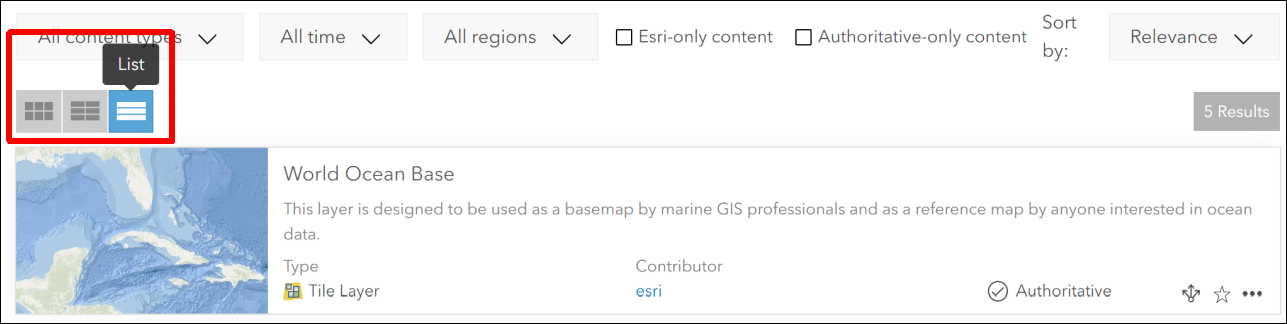 All content types
All time
All regions
Esri-only content
Authoritative-only content
Sort
by:
Relevance
List
5 Results
World Ocean Base
This layer is designed to be used as a basemap by marine GIS professionals and as a reference map by anyone interested in ocean
data.
Type
Contributor
Tile Layer
esri
Authoritative